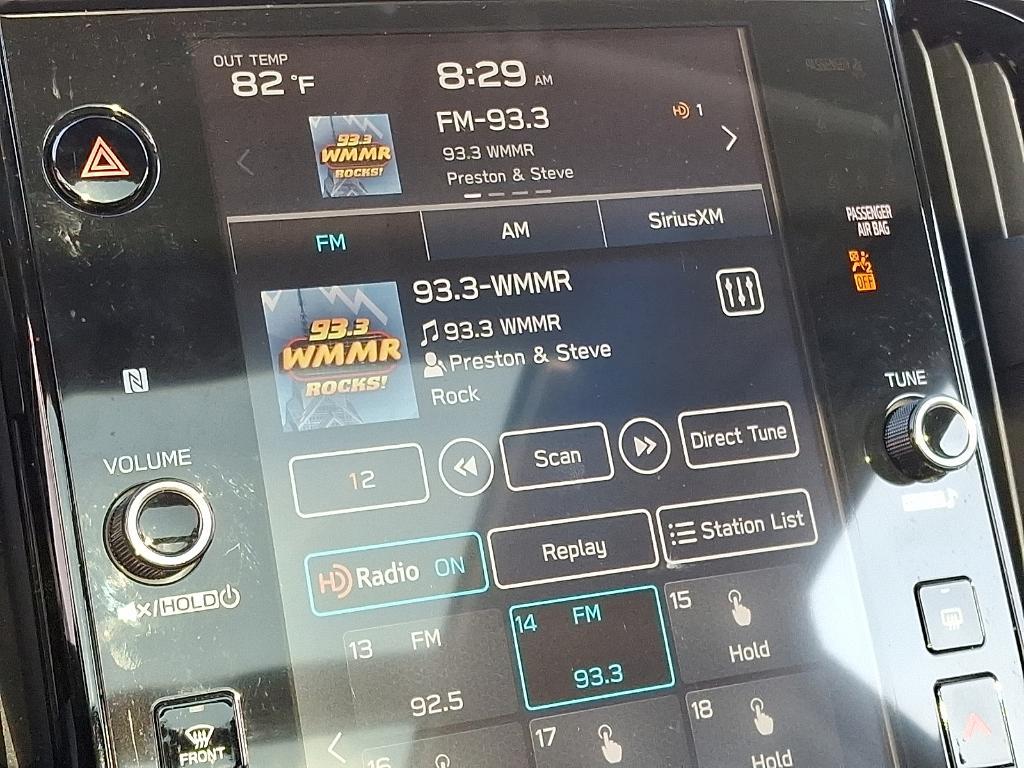 OUT TEMP
82 °F
8:29 AM
FM-93.3
HD 1
93.3 WMMR
Preston & Steve
93.3
WMMR
ROCKS!
FM
AM
SiriusXM
PASSENGER
AIR BAG
2
OFF
93.3-WMMR
93.3 WMMR
Preston & Steve
Rock
93.3
WMMR
ROCKS!
N
VOLUME
TUNE
12
Scan
Direct Tune
HD Radio ON
Replay
Station List
/HOLD
13 FM
92.5
14 FM
93.3
15
Hold
16
17
18
Hold
FRONT